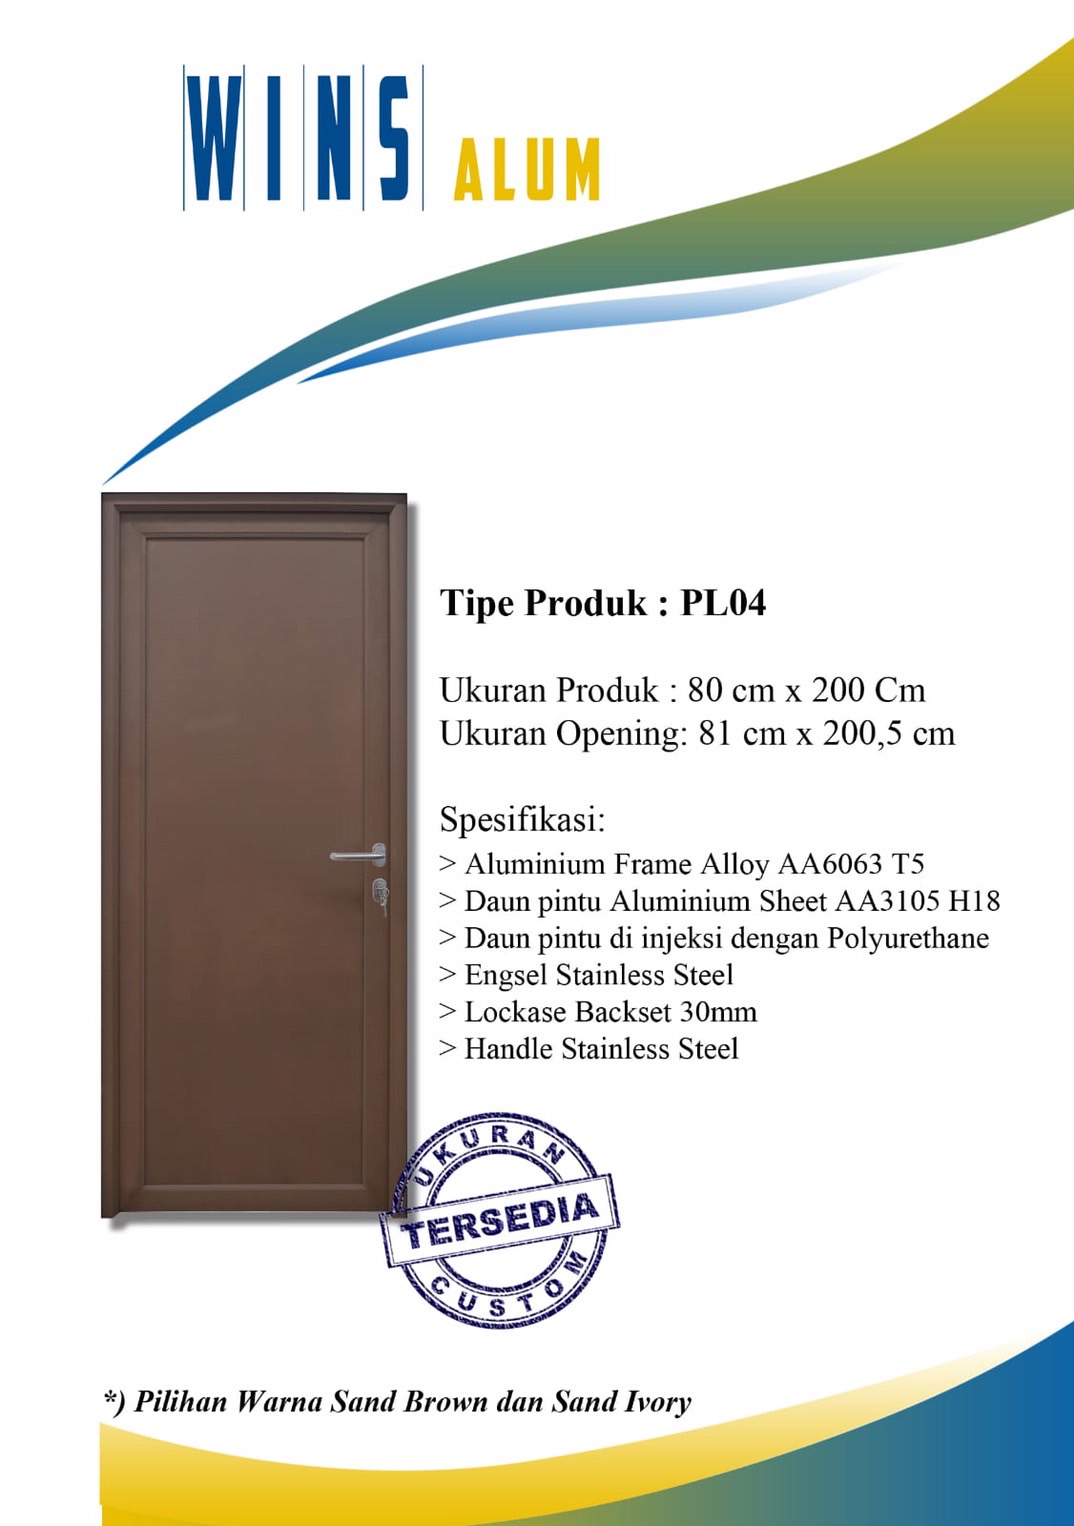 WINS ALUM
Tipe Produk : PL04
Ukuran Produk : 80 cm x 200 Cm
Ukuran Opening: 81 cm x 200,5 cm
Spesifikasi:
> Aluminium Frame Alloy AA6063 T5
> Daun pintu Aluminium Sheet AA3105 H18
> Daun pintu di injeksi dengan Polyurethane
> Engsel Stainless Steel
> Lockase Backset 30mm
> Handle Stainless Steel
UKURAN
TERSEDIA
CUSTOM
*) Pilihan Warna Sand Brown dan Sand Ivory